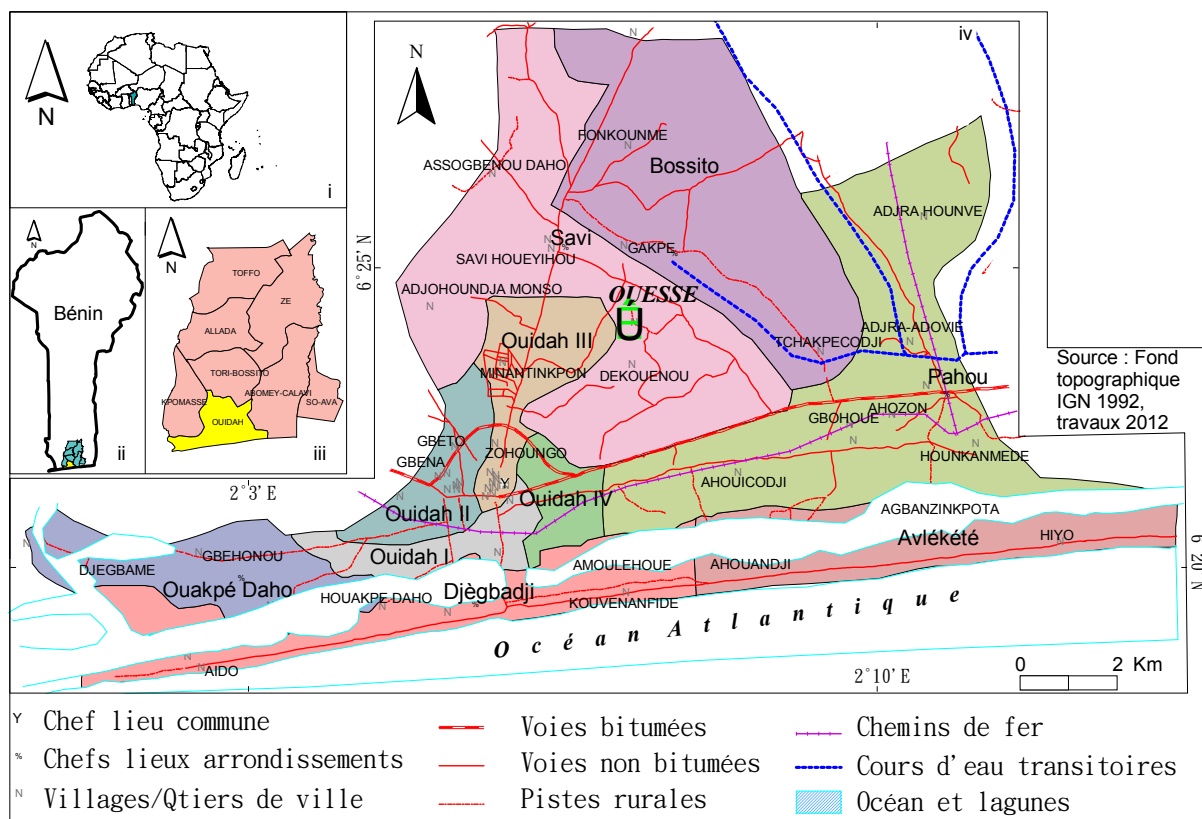 N
i
N
Bénin
ii
N
TOFFO
ZE
ALLADA
TORI-BOSSITO
KPOMASSE
ABOMEY-CALAVI
SO-AVA
OUIDAH
iii
N
iv
FONKOUNME
ASSOGBENOU DAHO
Bossito
ADJRA HOUNVE
Savi
GAKPE
SAVI HOUEYIHOU
ADJOHOUNDJA MONSO
OUESSE
Ouidah III
ADJRA-ADOVIE
TCHAKPECODJI
MINANTINKPON
DEKOUENOU
Pahou
AHOZON
GBOHOUE
GBETO
ZOHOUNGO
HOUNKANMEDE
GBENA
AHOUICODJI
Ouidah II
Ouidah IV
AGBANZINKPOTA
Avlékété
HIYO
Ouidah I
GBEHONOU
DJEGBAME
AMOULEHOUE
AHOUANDJI
Ouakpé Daho
HOUAKPE DAHO
Djègbadji
KOUVENANFIDE
AIDO
Océan Atlantique
6°25' N
6°20' N
2°3' E
2°10' E
0 2 Km
Source : Fond
topographique
IGN 1992,
travaux 2012
Y Chef lieu commune
% Chefs lieux arrondissements
N Villages/Qtiers de ville
Voies bitumées
Voies non bitumées
Pistes rurales
Chemins de fer
Cours d'eau transitoires
Océan et lagunes